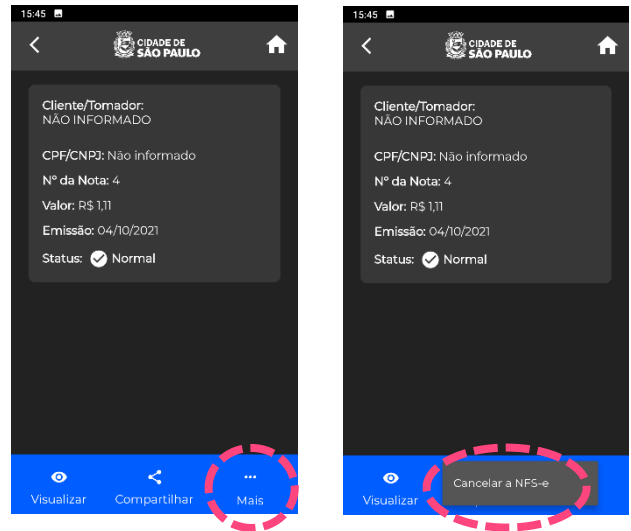 15:45
CIDADE DE
SÃO PAULO
Cliente/Tomador:
NÃO INFORMADO
CPF/CNPJ: Não informado
Nº da Nota: 4
Valor: R$ 1,11
Emissão: 04/10/2021
Status: Normal
Visualizar Compartilhar Mais
15:45
CIDADE DE
SÃO PAULO
Cliente/Tomador:
NÃO INFORMADO
CPF/CNPJ: Não informado
Nº da Nota: 4
Valor: R$ 1,11
Emissão: 04/10/2021
Status: Normal
Cancelar a NFS-e
Visualizar